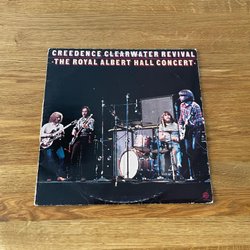 CREEDENCE CLEARWATER REVIVAL
·THE ROYAL ALBERT HALL CONCERT·